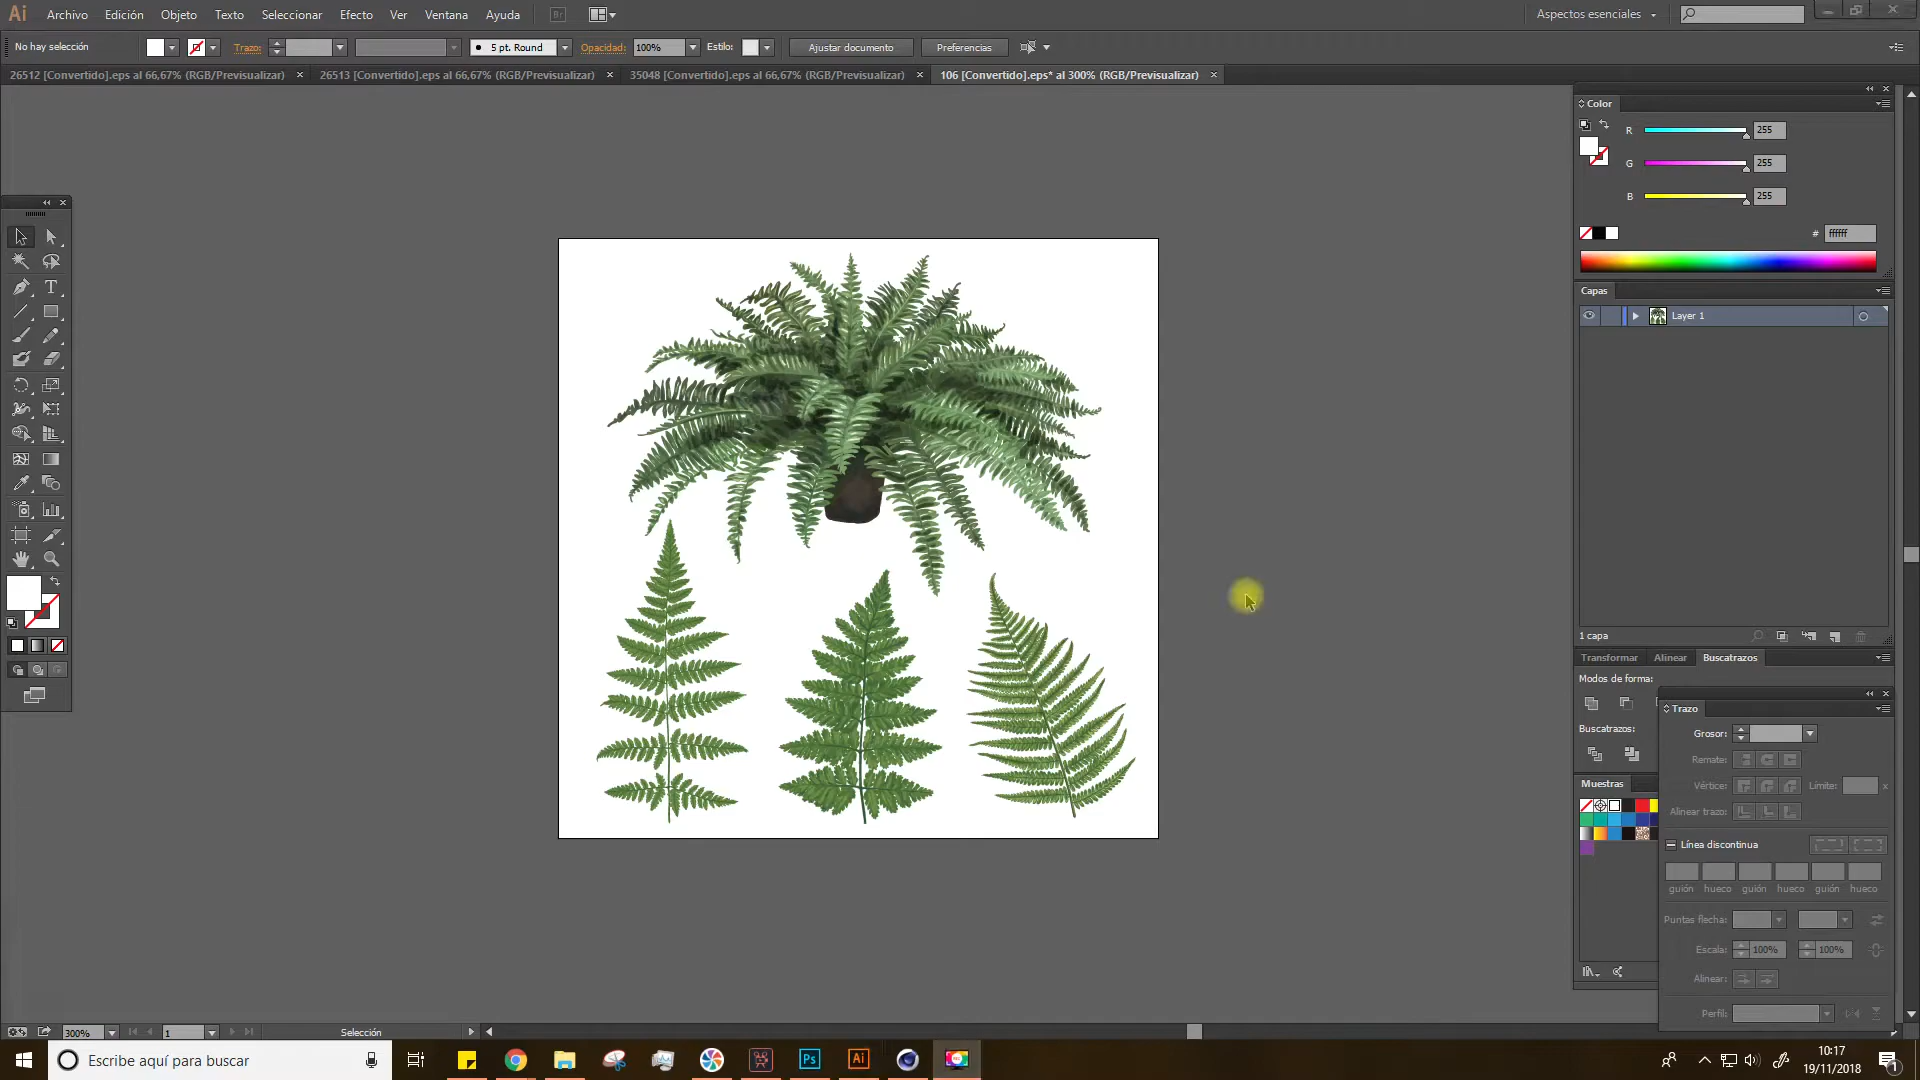 Ai Archivo Edición Objeto Texto Seleccionar Efecto Ver Ventana Ayuda Br Aspectos esenciales
No hay selección Trazo: 5 pt. Round Opacidad: 100% Estilo: Ajustar documento Preferencias
26512 [Convertido].eps al 66,67% (RGB/Previsualizar) × 26513 [Convertido].eps al 66,67% (RGB/Previsualizar) × 35048 [Convertido].eps al 66,67% (RGB/Previsualizar) × 106 [Convertido].eps* al 300% (RGB/Previsualizar) ×
Color
R 255
G 255
B 255
# ffffff
Capas
Layer 1
1 capa
Transformar Alinear Buscatrazos
Modos de forma:
Buscatrazos:
Muestras
Trazo
Grosor:
Remate:
Vértice: Límite: x
Alinear trazo:
Línea discontinua
guión hueco guión hueco guión hueco
Puntas flecha:
Escala: 100% 100%
Alinear:
Perfil:
300% 1 Selección
Escribe aquí para buscar
Ps Ai
10:17
19/11/2018
1